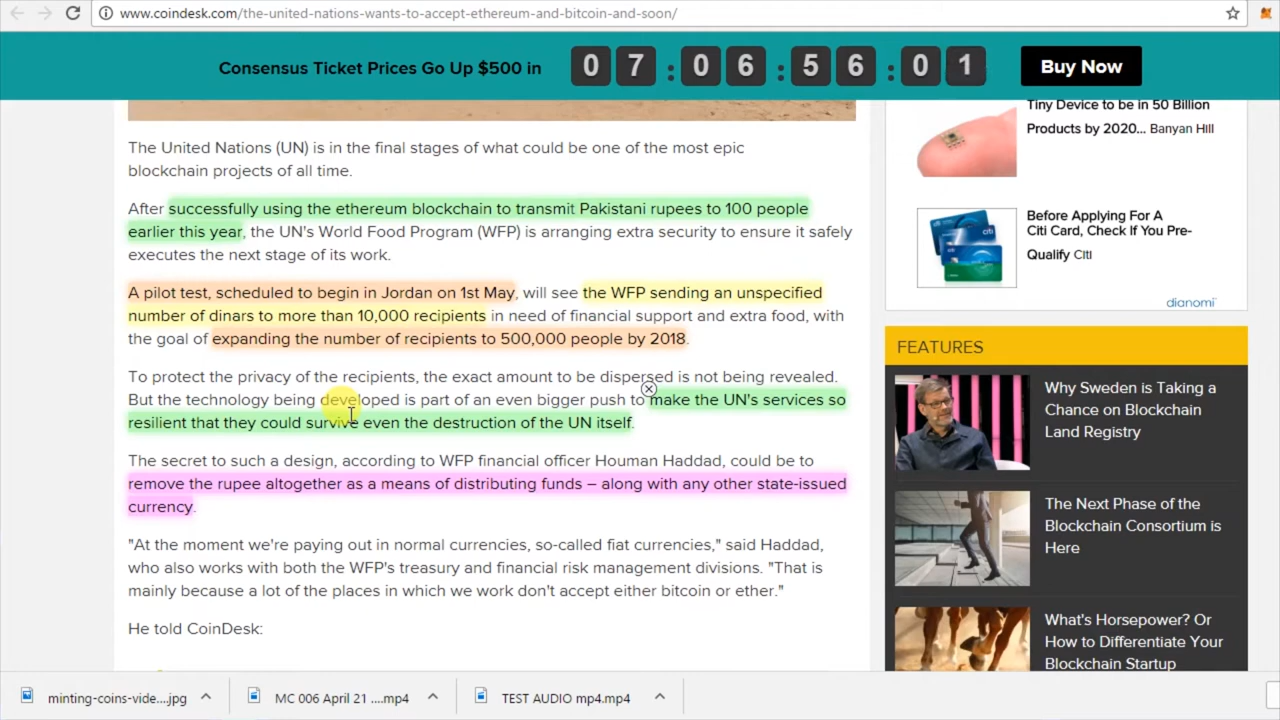 www.coindesk.com/the-united-nations-wants-to-accept-ethereum-and-bitcoin-and-soon/
Consensus Ticket Prices Go Up $500 in 07 : 06 : 56 : 01 Buy Now
The United Nations (UN) is in the final stages of what could be one of the most epic
blockchain projects of all time.
After successfully using the ethereum blockchain to transmit Pakistani rupees to 100 people
earlier this year, the UN's World Food Program (WFP) is arranging extra security to ensure it safely
executes the next stage of its work.
A pilot test, scheduled to begin in Jordan on 1st May, will see the WFP sending an unspecified
number of dinars to more than 10,000 recipients in need of financial support and extra food, with
the goal of expanding the number of recipients to 500,000 people by 2018.
To protect the privacy of the recipients, the exact amount to be dispersed is not being revealed.
But the technology being developed is part of an even bigger push to make the UN's services so
resilient that they could survive even the destruction of the UN itself.
The secret to such a design, according to WFP financial officer Houman Haddad, could be to
remove the rupee altogether as a means of distributing funds – along with any other state-issued
currency.
"At the moment we're paying out in normal currencies, so-called fiat currencies," said Haddad,
who also works with both the WFP's treasury and financial risk management divisions. "That is
mainly because a lot of the places in which we work don't accept either bitcoin or ether."
He told CoinDesk:
Tiny Device to be in 50 Billion
Products by 2020... Banyan Hill
Before Applying For A
Citi Card, Check If You Pre-
Qualify Citi
dianomi
FEATURES
Why Sweden is Taking a
Chance on Blockchain
Land Registry
The Next Phase of the
Blockchain Consortium is
Here
What's Horsepower? Or
How to Differentiate Your
Blockchain Startup
minting-coins-vide....jpg
MC 006 April 21 ....mp4
TEST AUDIO mp4.mp4